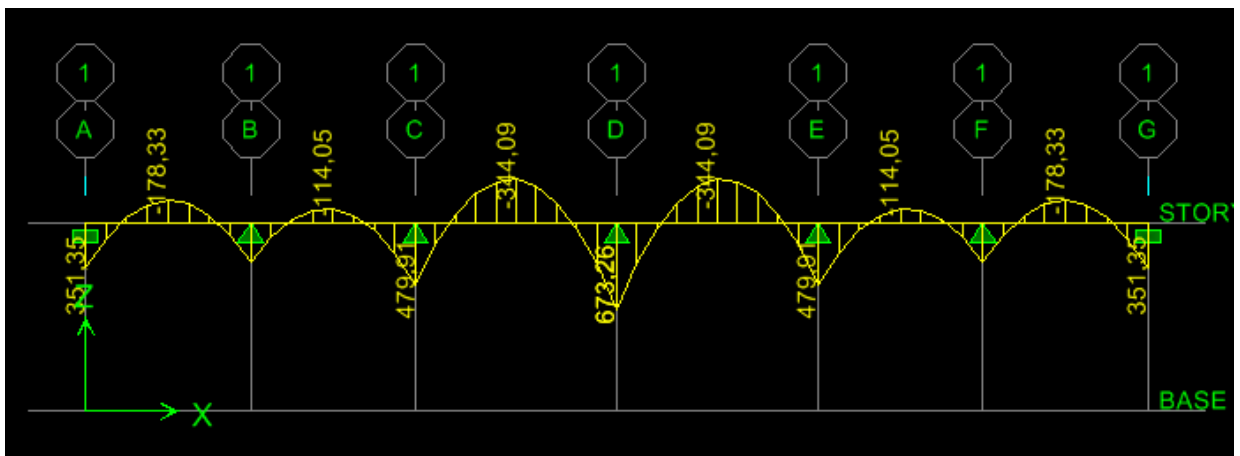 1 1 1 1 1 1 1
A B C D E F G
-178,33 -114,05 -344,09 -344,09 -114,05 -178,33
STORY
351,35 479,91 673,26 479,91 351,35
Z
X
BASE